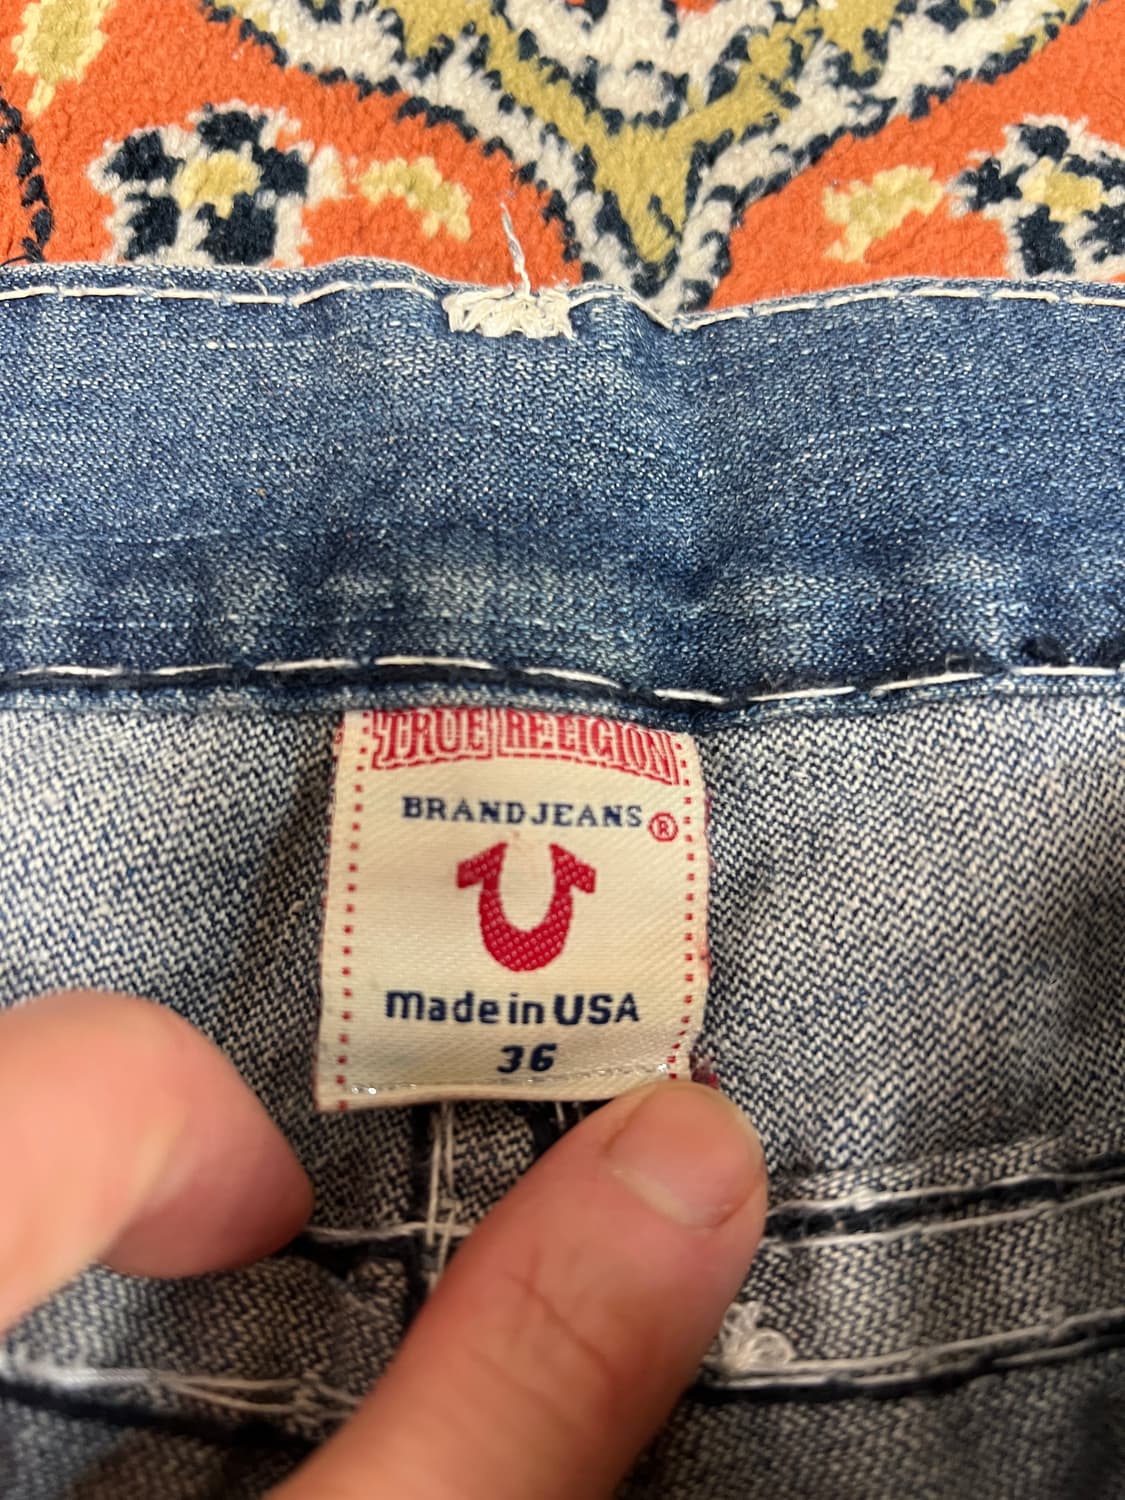 TRUE RELIGION
BRAND JEANS ®
made in USA
36